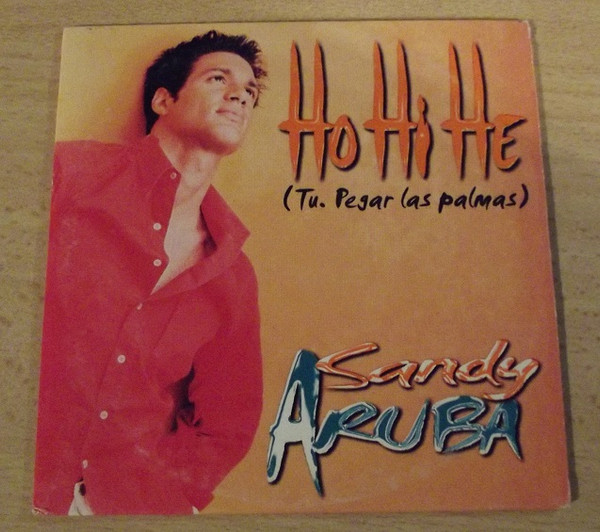 Ho Hi He
(Tu. Pegar las palmas)
Sandy
ARUBA